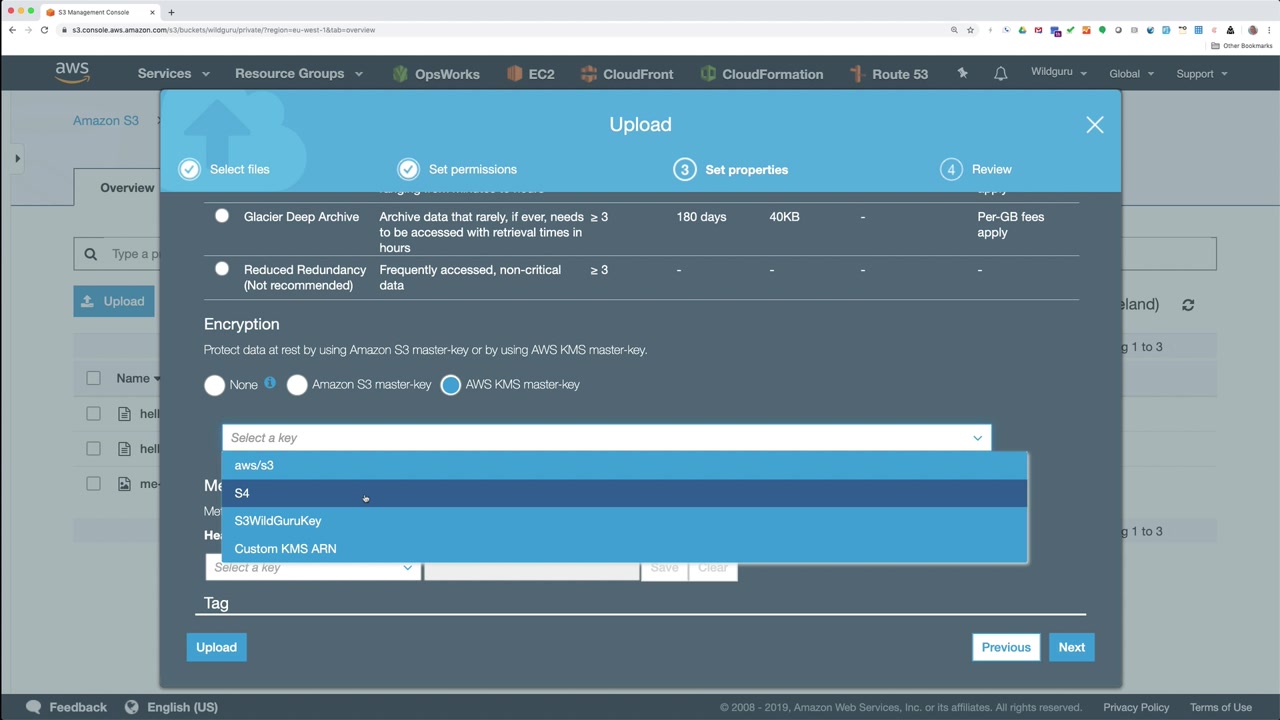 S3 Management Console
s3.console.aws.amazon.com/s3/buckets/wildguru/private/?region=eu-west-1&tab=overview
Other Bookmarks
aws
Services
Resource Groups
OpsWorks
EC2
CloudFront
CloudFormation
Route 53
Wildguru
Global
Support
Amazon S3
Overview
Type a p
Upload
eland)
g 1 to 3
Name
hell
hell
me-
g 1 to 3
Upload
Select files
Set permissions
3 Set properties
4 Review
ranging from minutes to hours
apply
Glacier Deep Archive
Archive data that rarely, if ever, needs
to be accessed with retrieval times in
hours
≥ 3
180 days
40KB
-
Per-GB fees
apply
Reduced Redundancy
(Not recommended)
Frequently accessed, non-critical
data
≥ 3
-
-
-
-
Encryption
Protect data at rest by using Amazon S3 master-key or by using AWS KMS master-key.
None
Amazon S3 master-key
AWS KMS master-key
Select a key
aws/s3
S4
S3WildGuruKey
Custom KMS ARN
Me
Met
Hea
Select a key
Save
Clear
Tag
Upload
Previous
Next
Feedback
English (US)
© 2008 - 2019, Amazon Web Services, Inc. or its affiliates. All rights reserved.
Privacy Policy
Terms of Use